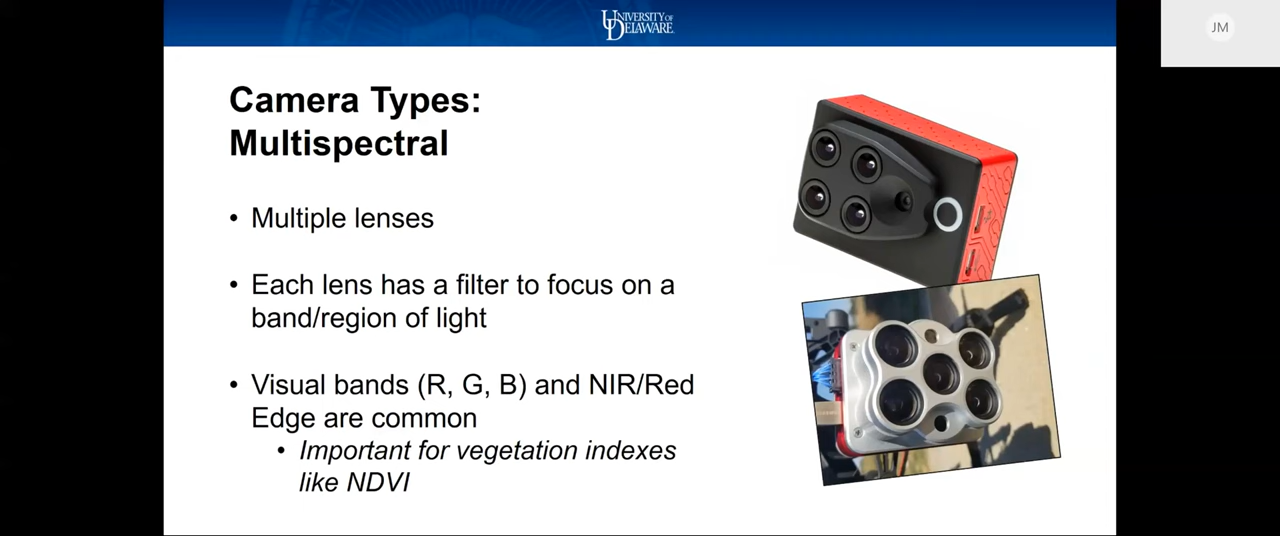 UNIVERSITY OF
DELAWARE
JM
Camera Types:
Multispectral
• Multiple lenses
• Each lens has a filter to focus on a
band/region of light
• Visual bands (R, G, B) and NIR/Red
Edge are common
• Important for vegetation indexes
like NDVI